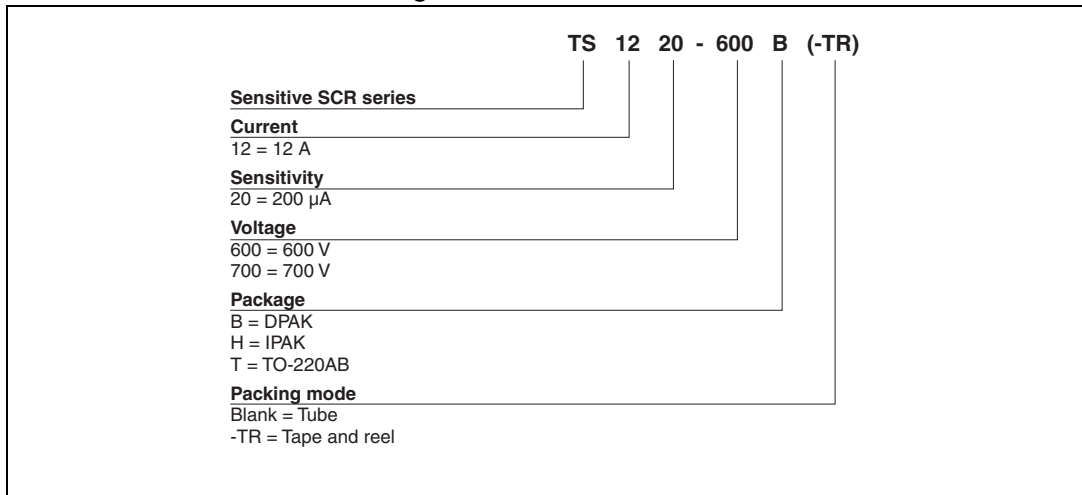 TS 12 20 - 600 B (-TR)
Sensitive SCR series
Current
12 = 12 A
Sensitivity
20 = 200 µA
Voltage
600 = 600 V
700 = 700 V
Package
B = DPAK
H = IPAK
T = TO-220AB
Packing mode
Blank = Tube
-TR = Tape and reel